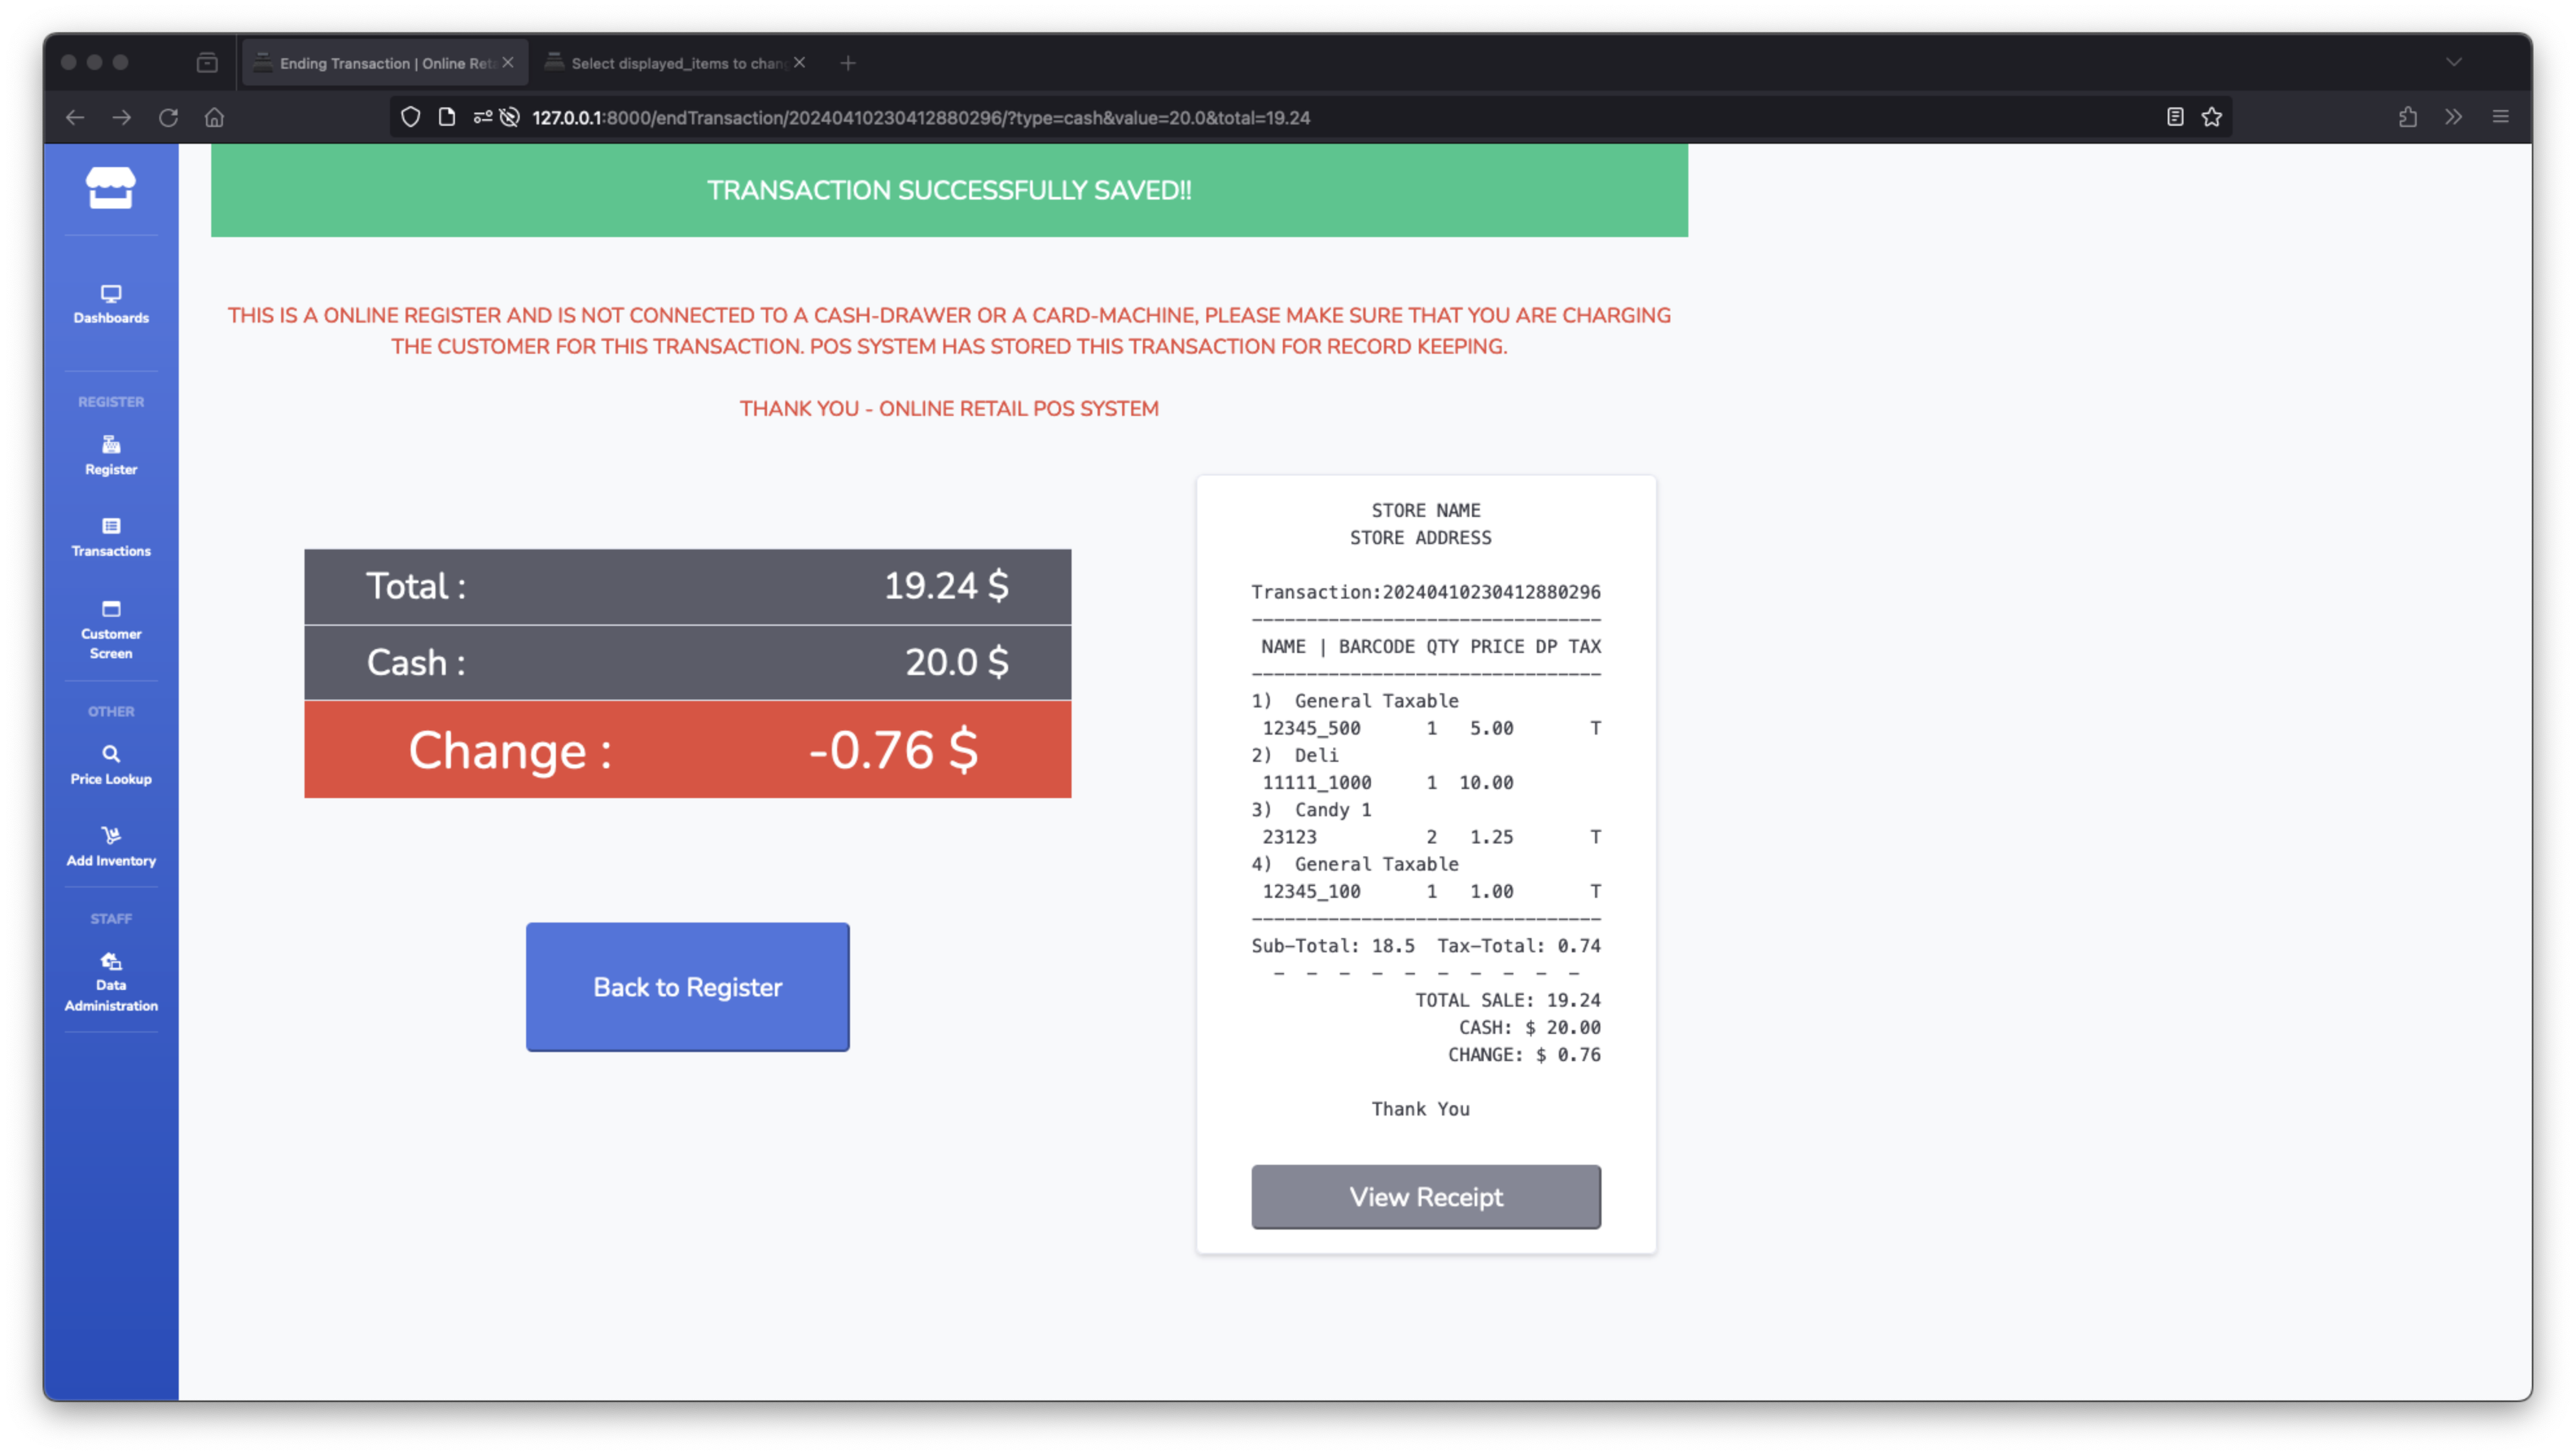 Ending Transaction | Online Reta
Select displayed_items to chang
127.0.0.1:8000/endTransaction/20240410230412880296/?type=cash&value=20.0&total=19.24
Dashboards
REGISTER
Register
Transactions
Customer
Screen
OTHER
Price Lookup
Add Inventory
STAFF
Data
Administration
TRANSACTION SUCCESSFULLY SAVED!!
THIS IS A ONLINE REGISTER AND IS NOT CONNECTED TO A CASH-DRAWER OR A CARD-MACHINE, PLEASE MAKE SURE THAT YOU ARE CHARGING
THE CUSTOMER FOR THIS TRANSACTION. POS SYSTEM HAS STORED THIS TRANSACTION FOR RECORD KEEPING.
THANK YOU - ONLINE RETAIL POS SYSTEM
Total : 19.24 $
Cash : 20.0 $
Change : -0.76 $
Back to Register
STORE NAME
STORE ADDRESS
Transaction:20240410230412880296
--------------------------------
NAME | BARCODE QTY PRICE DP TAX
--------------------------------
1) General Taxable
12345_500 1 5.00 T
2) Deli
11111_1000 1 10.00
3) Candy 1
23123 2 1.25 T
4) General Taxable
12345_100 1 1.00 T
--------------------------------
Sub-Total: 18.5 Tax-Total: 0.74
- - - - - - - - - -
TOTAL SALE: 19.24
CASH: $ 20.00
CHANGE: $ 0.76
Thank You
View Receipt